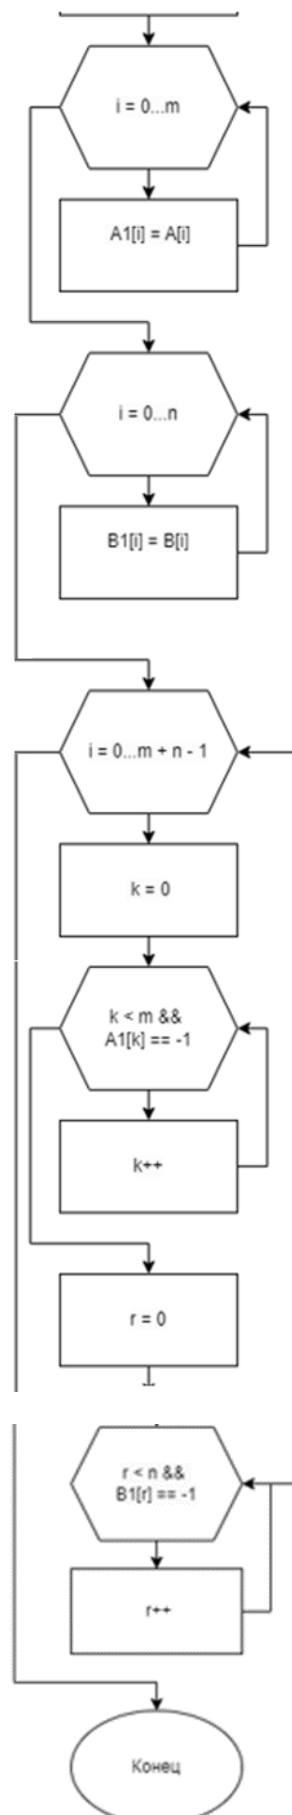 i = 0...m
A1[i] = A[i]
i = 0...n
B1[i] = B[i]
i = 0...m + n - 1
k = 0
k < m &&
A1[k] == -1
k++
r = 0
r < n &&
B1[r] == -1
r++
Конец